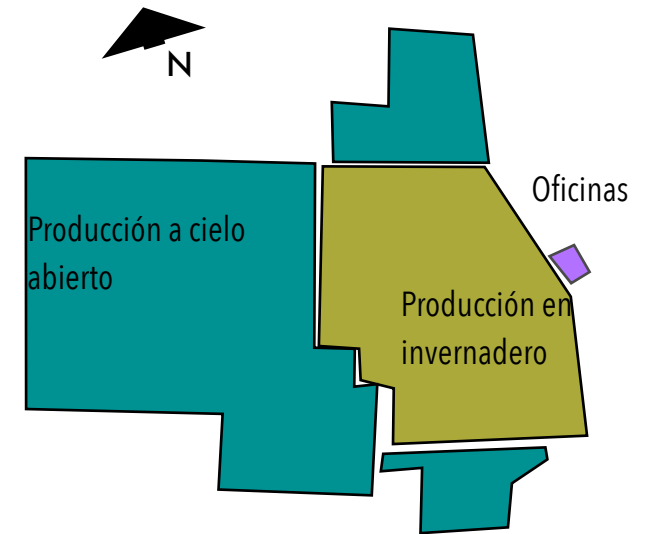 N
Oficinas
Producción a cielo
abierto
Producción en
invernadero